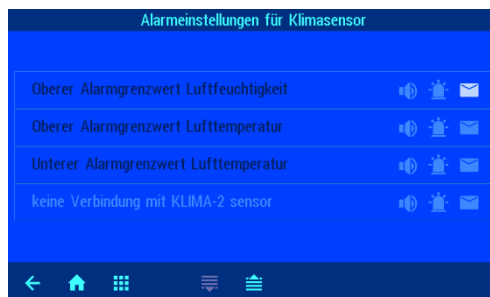 Alarmeinstellungen für Klimasensor
Oberer Alarmgrenzwert Luftfeuchtigkeit
Oberer Alarmgrenzwert Lufttemperatur
Unterer Alarmgrenzwert Lufttemperatur
keine Verbindung mit KLIMA-2 sensor